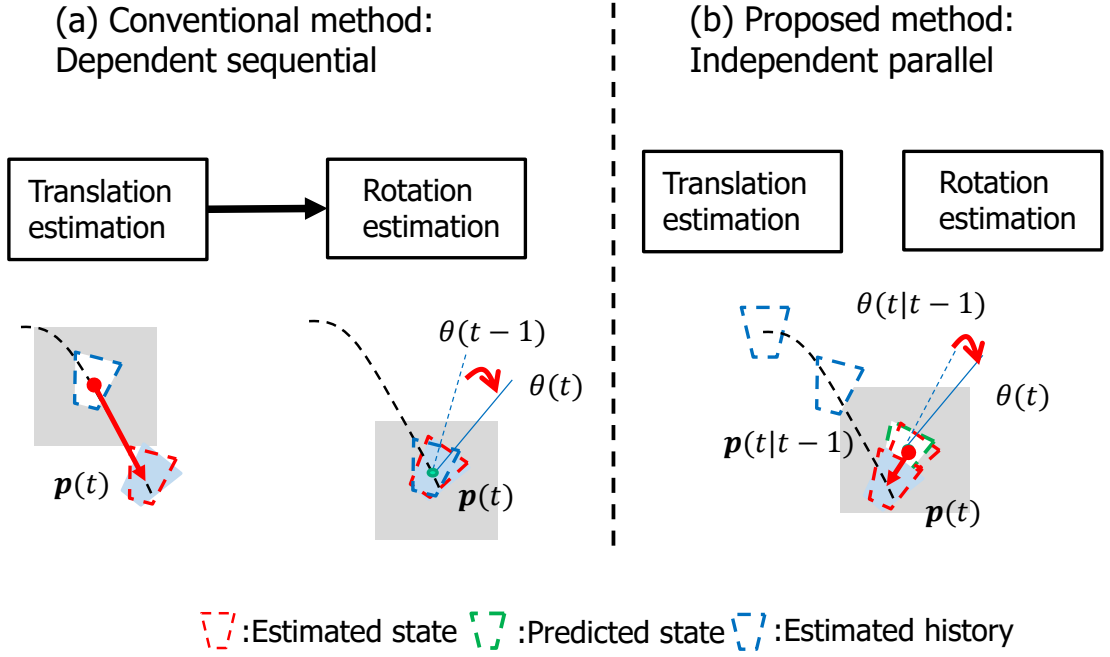 (a) Conventional method:
Dependent sequential
(b) Proposed method:
Independent parallel
Translation
estimation
Rotation
estimation
Translation
estimation
Rotation
estimation
p(t)
θ(t − 1)
θ(t)
p(t)
θ(t|t − 1)
θ(t)
p(t|t − 1)
p(t)
:Estimated state
:Predicted state
:Estimated history